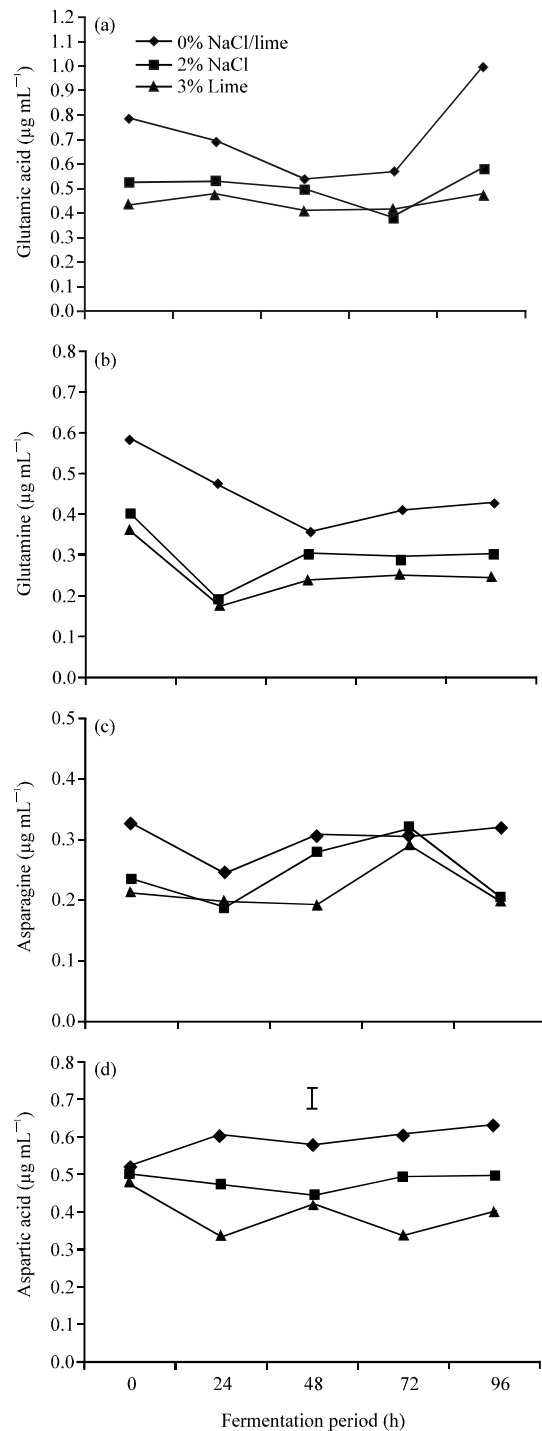 (a)
0% NaCl/lime
2% NaCl
3% Lime
1.2
1.1
1.0
0.9
0.8
0.7
0.6
0.5
0.4
0.3
0.2
0.1
0.0
Glutamic acid (µg mL⁻¹)
(b)
0.8
0.7
0.6
0.5
0.4
0.3
0.2
0.1
0.0
Glutamine (µg mL⁻¹)
(c)
0.5
0.4
0.3
0.2
0.1
0.0
Asparagine (µg mL⁻¹)
(d)
0.8
0.7
0.6
0.5
0.4
0.3
0.2
0.1
0.0
Aspartic acid (µg mL⁻¹)
0 24 48 72 96
Fermentation period (h)